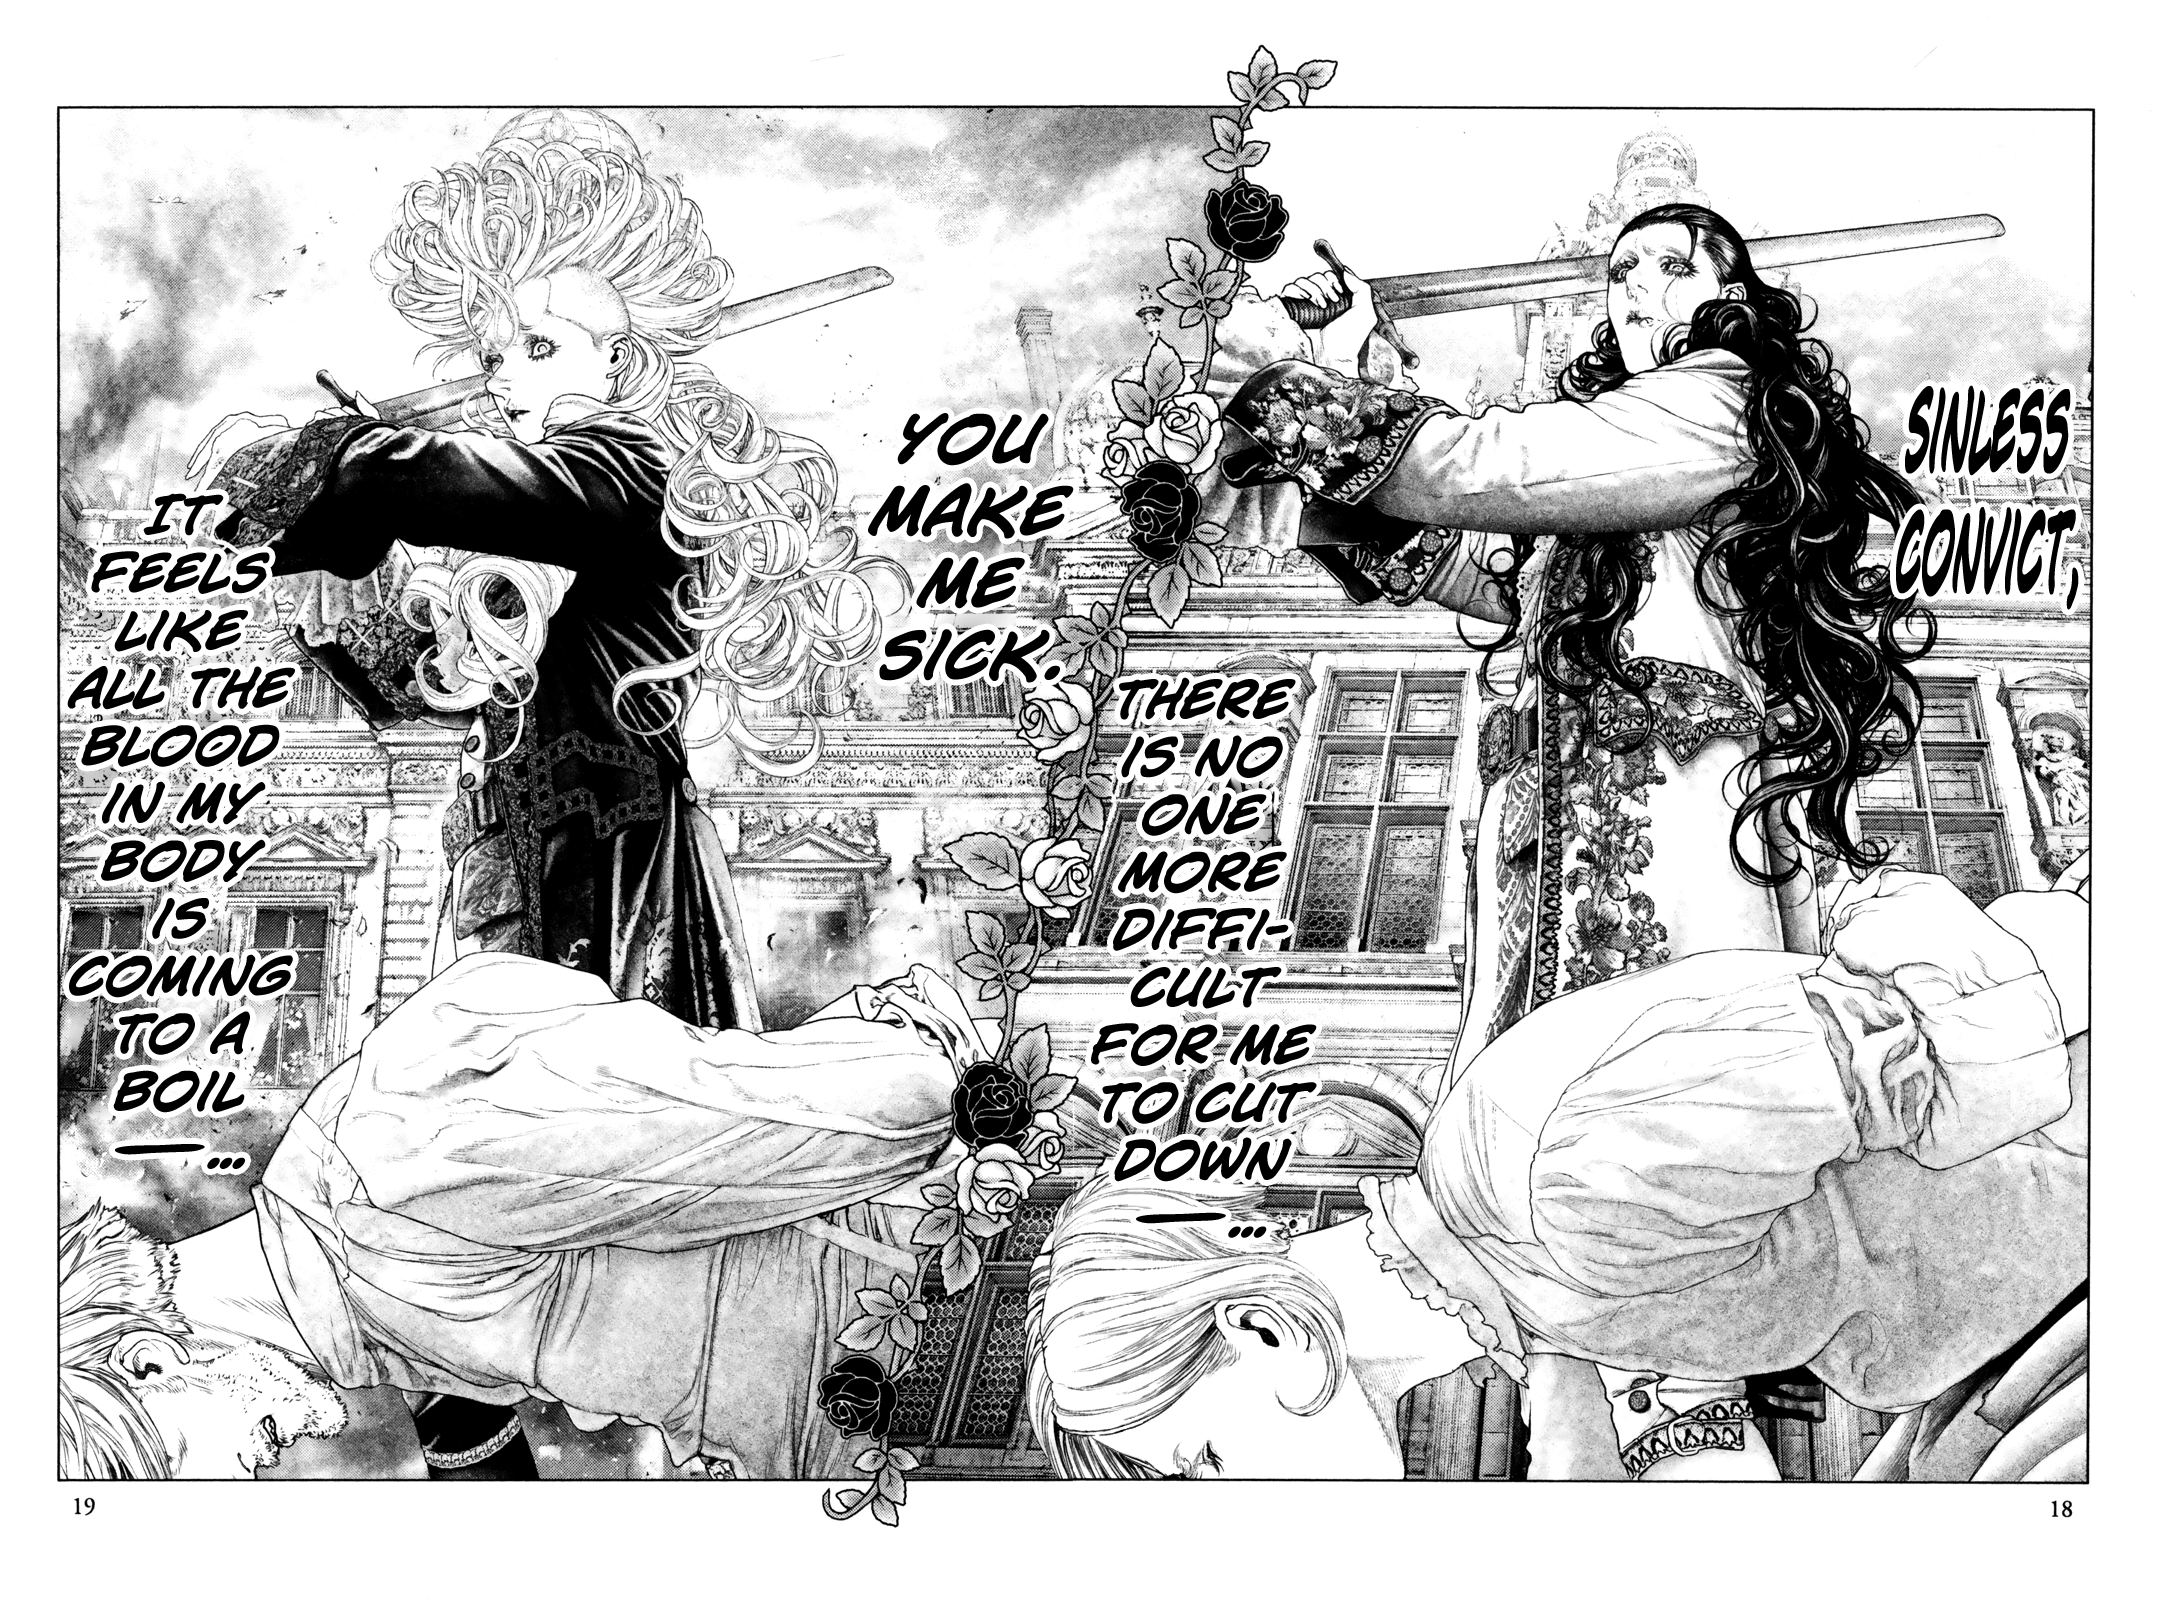 SINLESS
CONVICT,
THERE
IS NO
ONE
MORE
DIFFI-
CULT
FOR ME
TO CUT
DOWN
—...
YOU
MAKE
ME
SICK.
IT
FEELS
LIKE
ALL THE
BLOOD
IN MY
BODY
IS
COMING
TO A
BOIL
—...
18
19